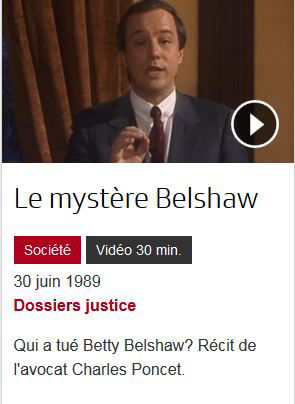 Le mystère Belshaw
Société Vidéo 30 min.
30 juin 1989
Dossiers justice
Qui a tué Betty Belshaw? Récit de
l'avocat Charles Poncet.